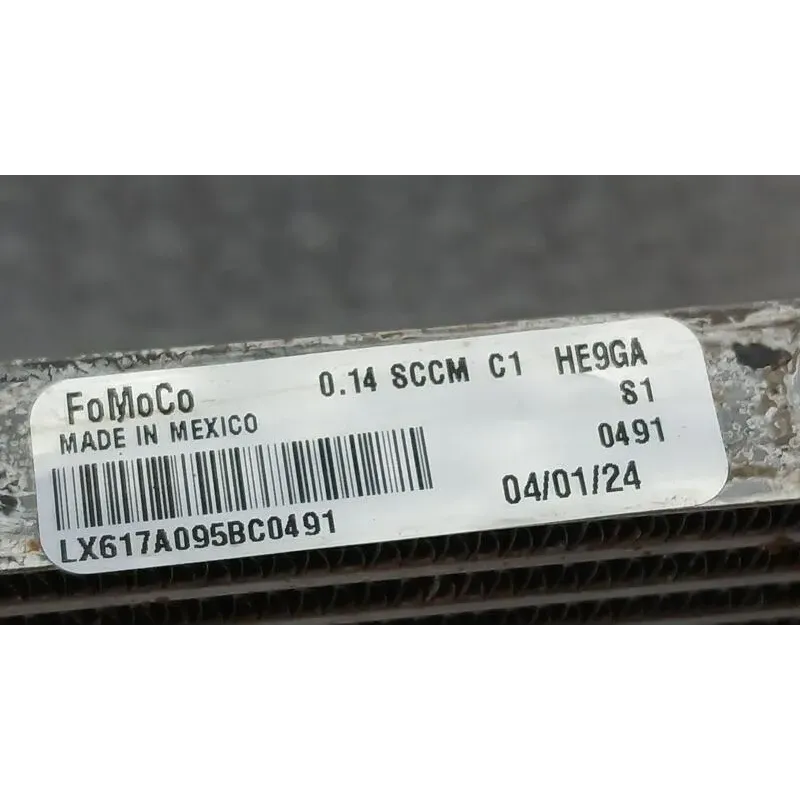 FoMoCo 0.14 SCCM C1 HE9GA
MADE IN MEXICO S1
0491
04/01/24
LX617A095BC0491